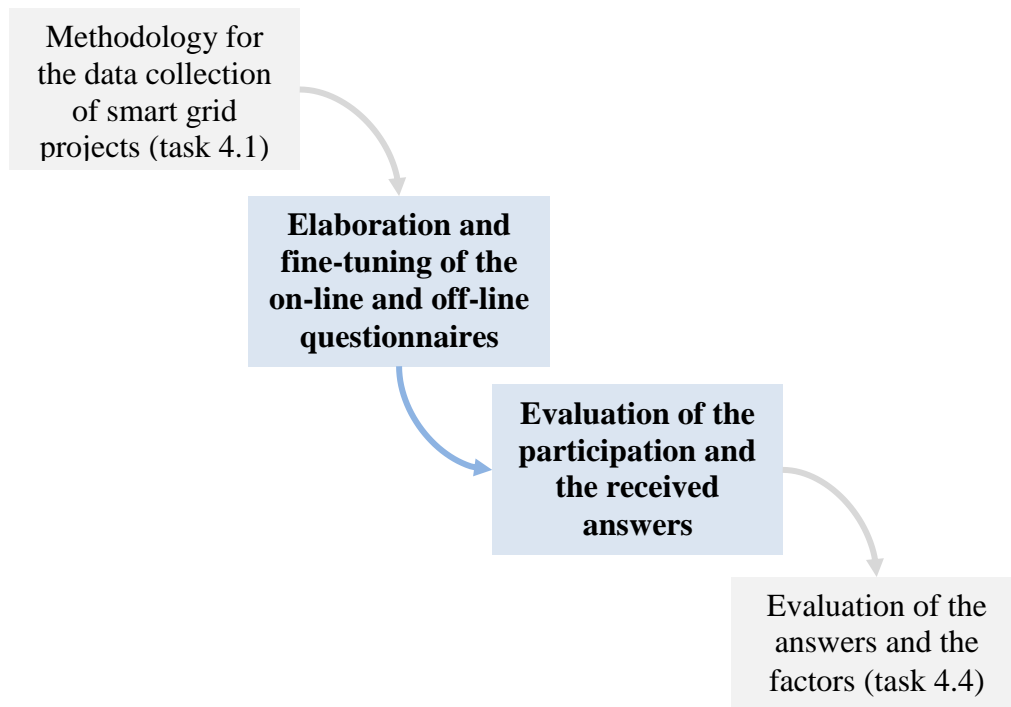 Methodology for
the data collection
of smart grid
projects (task 4.1)
Elaboration and
fine-tuning of the
on-line and off-line
questionnaires
Evaluation of the
participation and
the received
answers
Evaluation of the
answers and the
factors (task 4.4)